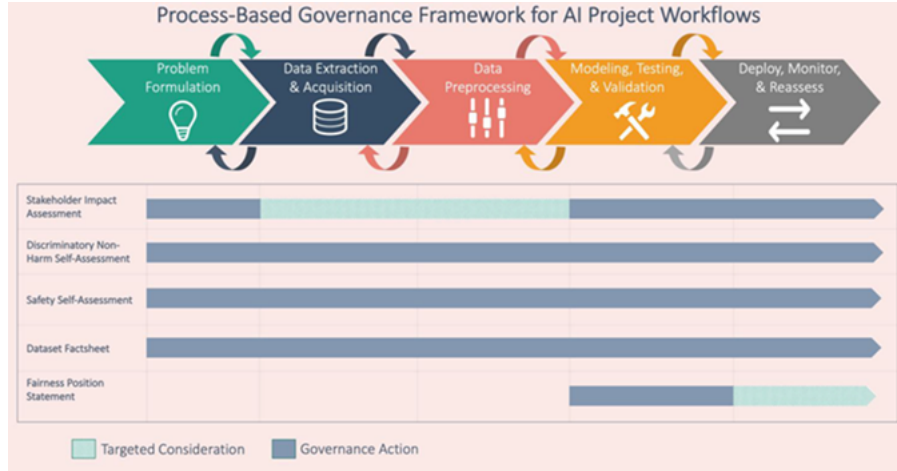 Process-Based Governance Framework for AI Project Workflows
Problem
Formulation
Data Extraction
& Acquisition
Data
Preprocessing
Modeling, Testing,
& Validation
Deploy, Monitor,
& Reassess
Stakeholder Impact
Assessment
Discriminatory Non-
Harm Self-Assessment
Safety Self-Assessment
Dataset Factsheet
Fairness Position
Statement
Targeted Consideration
Governance Action